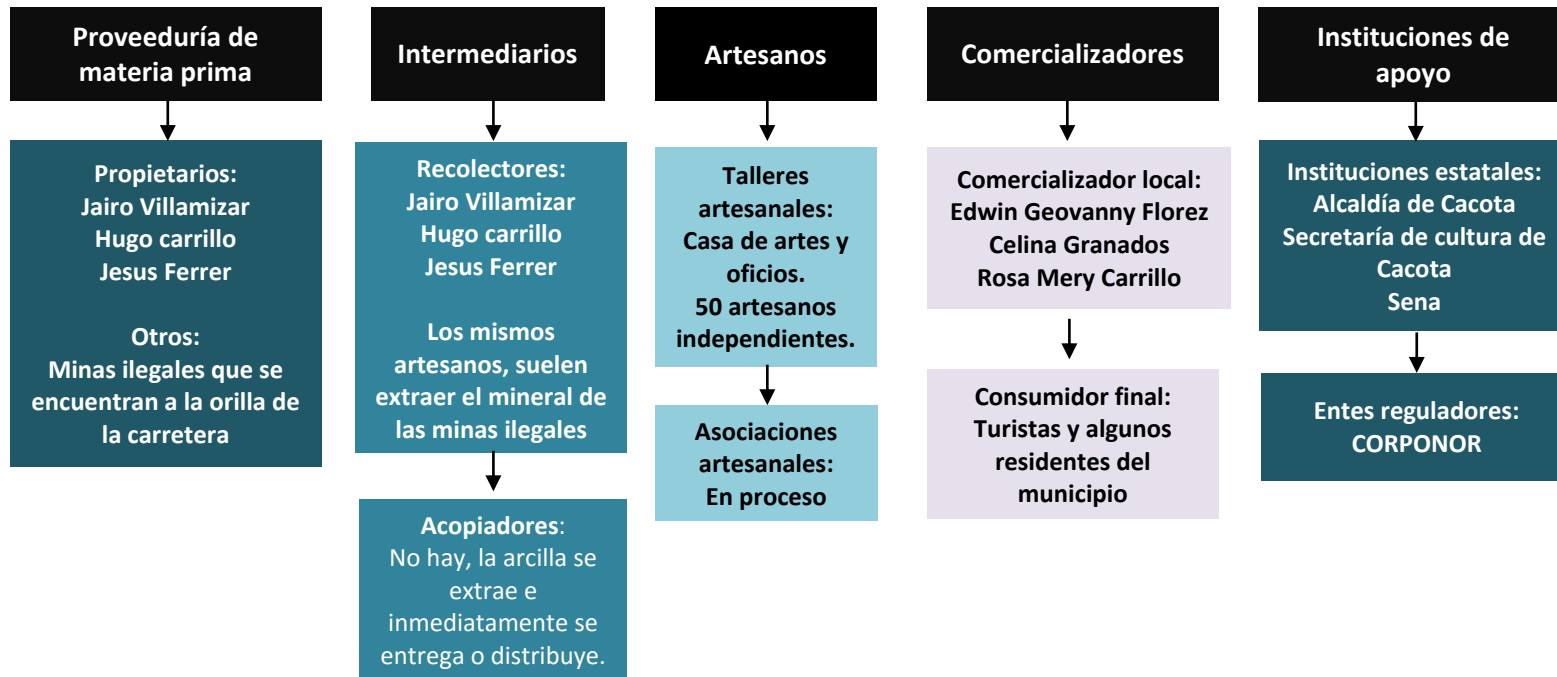 Proveeduría de
materia prima
Propietarios:
Jairo Villamizar
Hugo carrillo
Jesus Ferrer
Otros:
Minas ilegales que se
encuentran a la orilla de
la carretera
Intermediarios
Recolectores:
Jairo Villamizar
Hugo carrillo
Jesus Ferrer
Los mismos
artesanos, suelen
extraer el mineral de
las minas ilegales
Acopiadores:
No hay, la arcilla se
extrae e
inmediatamente se
entrega o distribuye.
Artesanos
Talleres
artesanales:
Casa de artes y
oficios.
50 artesanos
independientes.
Asociaciones
artesanales:
En proceso
Comercializadores
Comercializador local:
Edwin Geovanny Florez
Celina Granados
Rosa Mery Carrillo
Consumidor final:
Turistas y algunos
residentes del
municipio
Instituciones de
apoyo
Instituciones estatales:
Alcaldía de Cacota
Secretaría de cultura de
Cacota
Sena
Entes reguladores:
CORPONOR